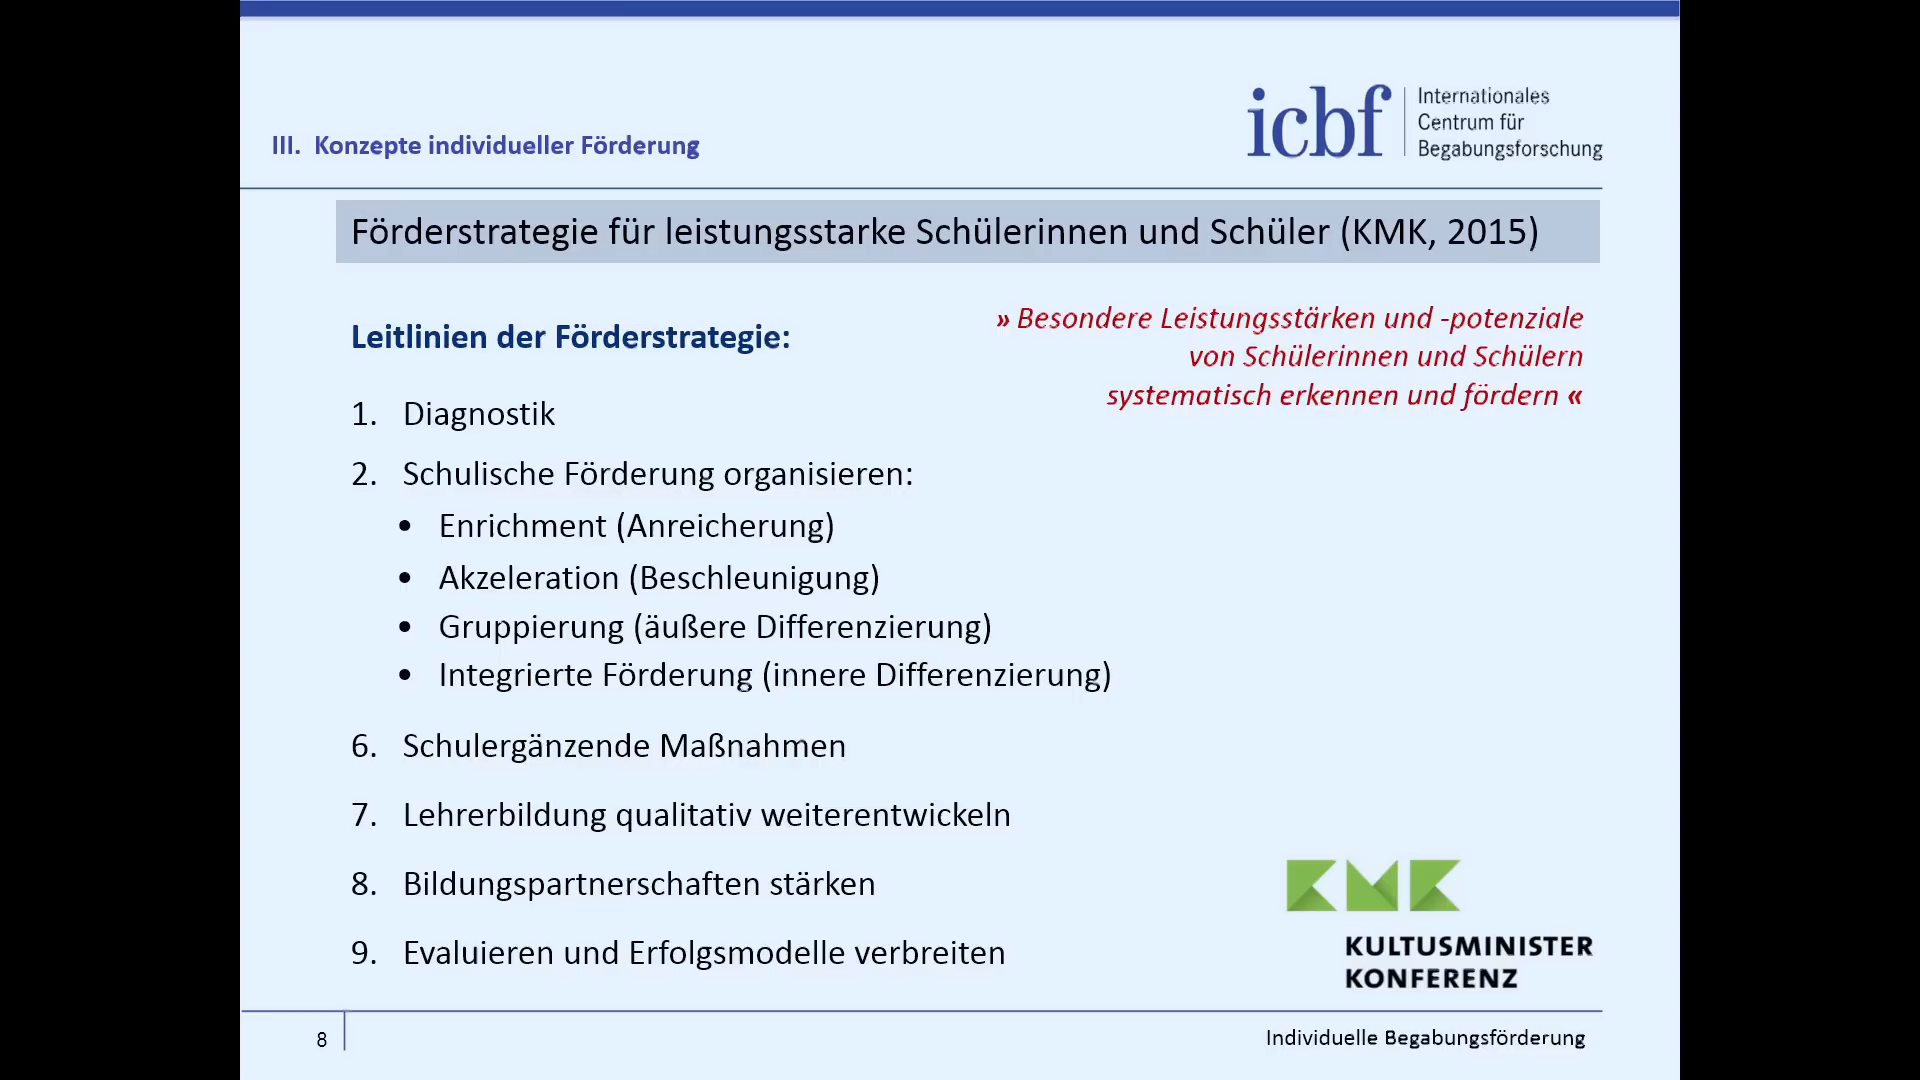 III. Konzepte individueller Förderung
icbf
Internationales
Centrum für
Begabungsforschung
Förderstrategie für leistungsstarke Schülerinnen und Schüler (KMK, 2015)
Leitlinien der Förderstrategie:
» Besondere Leistungsstärken und -potenziale
von Schülerinnen und Schülern
systematisch erkennen und fördern «
1. Diagnostik
2. Schulische Förderung organisieren:
• Enrichment (Anreicherung)
• Akzeleration (Beschleunigung)
• Gruppierung (äußere Differenzierung)
• Integrierte Förderung (innere Differenzierung)
6. Schulergänzende Maßnahmen
7. Lehrerbildung qualitativ weiterentwickeln
8. Bildungspartnerschaften stärken
9. Evaluieren und Erfolgsmodelle verbreiten
KMK
KULTUSMINISTER
KONFERENZ
8
Individuelle Begabungsförderung